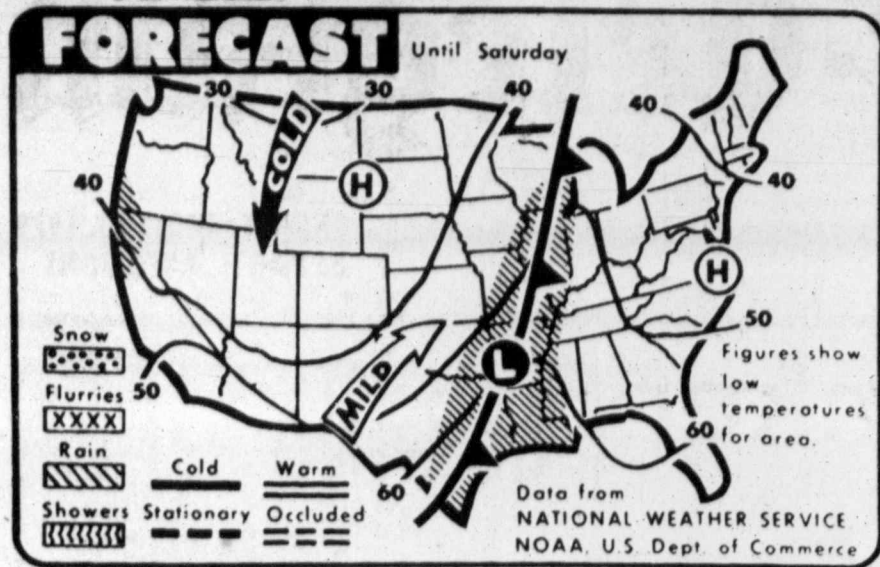 FORECAST
Until Saturday
30
30
40
40
COLD
H
40
40
H
50
Snow
50
Figures show
low
temperatures
for area.
Flurries
XXXX
MILD
L
Rain
60
60
Cold
Warm
Showers
Stationary
Occluded
Data from
NATIONAL WEATHER SERVICE
NOAA, U.S. Dept. of Commerce